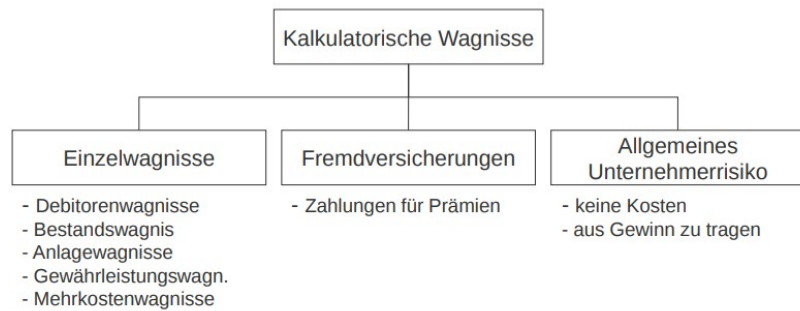 Kalkulatorische Wagnisse
Einzelwagnisse
- Debitorenwagnisse
- Bestandswagnis
- Anlagewagnisse
- Gewährleistungswagn.
- Mehrkostenwagnisse
Fremdversicherungen
- Zahlungen für Prämien
Allgemeines
Unternehmerrisiko
- keine Kosten
- aus Gewinn zu tragen